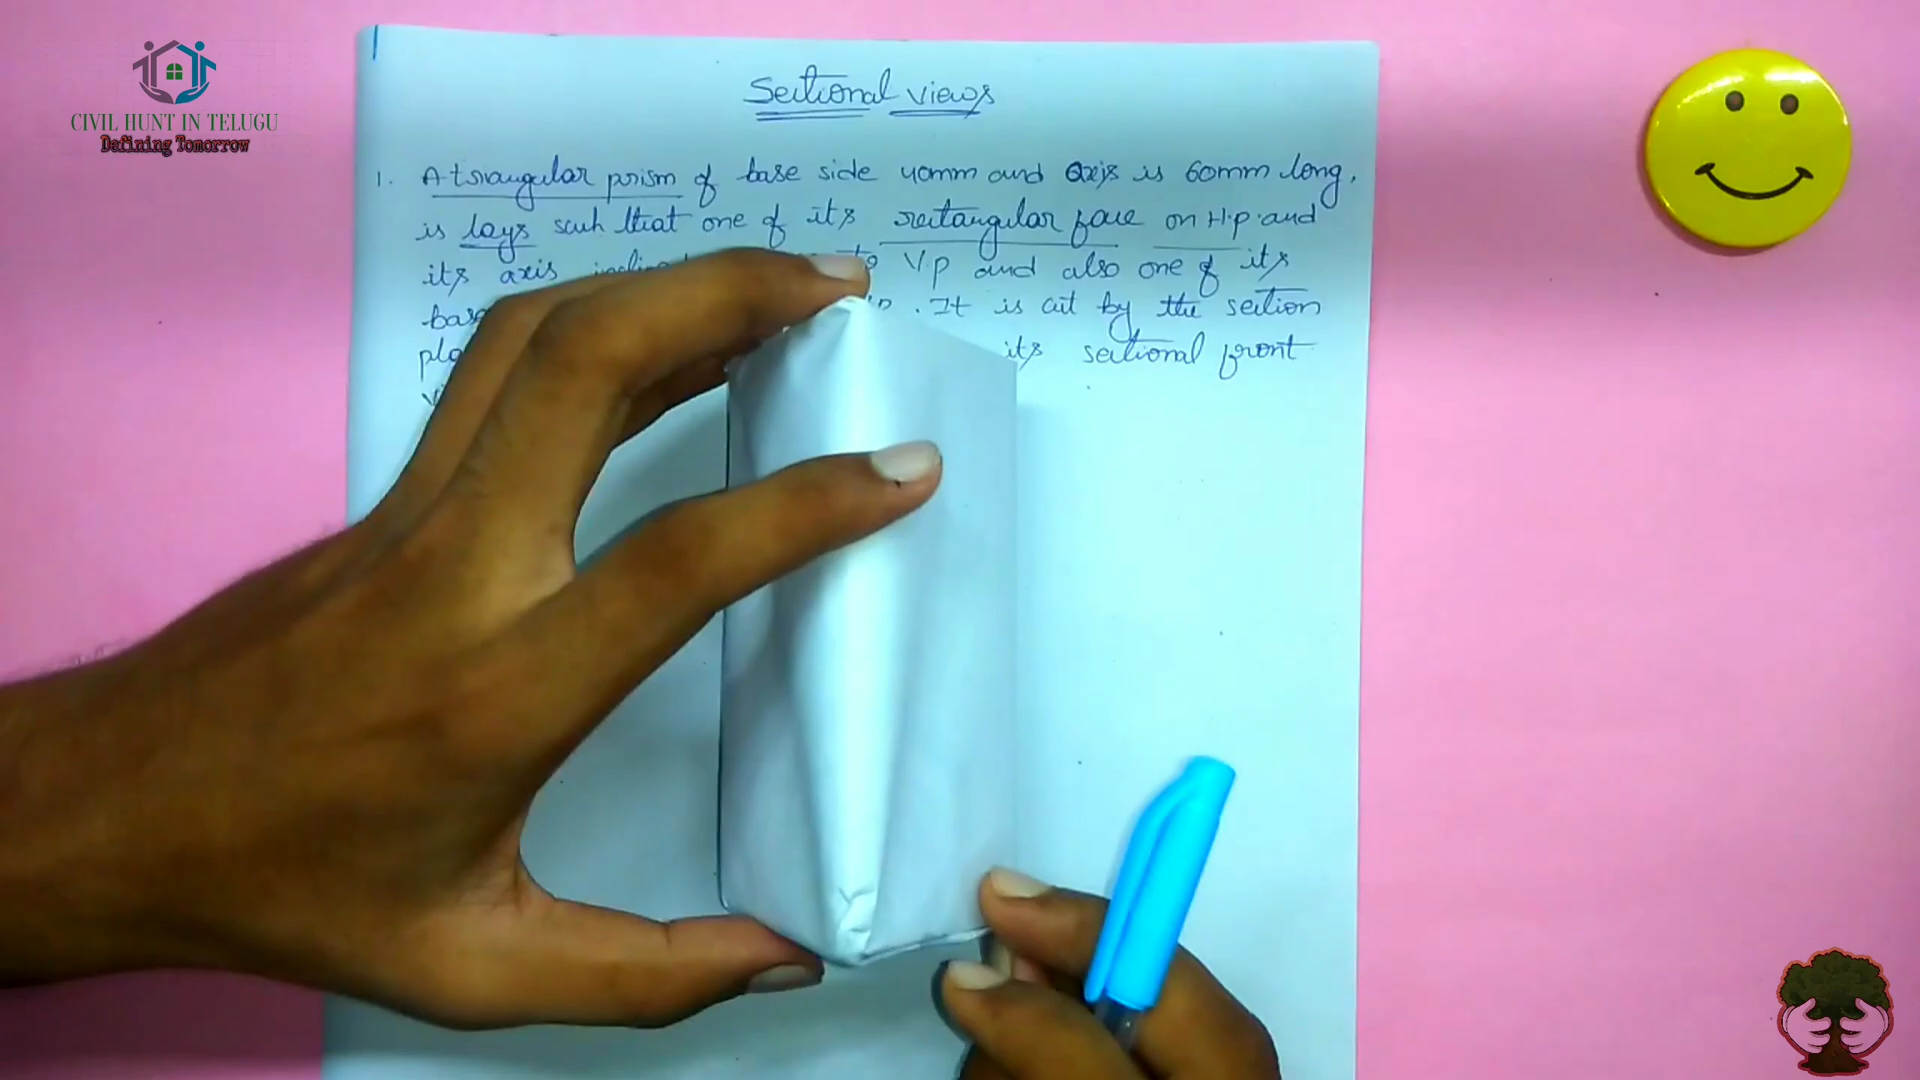 CIVIL HUNT IN TELUGU
Defining Tomorrow
Sectional views
1. A triangular prism of base side 40mm and axis is 60mm long,
is lays such that one of its rectangular face on H.p. and
its axis to V.p and also one of its
base . It is cut by the section
its sectional front